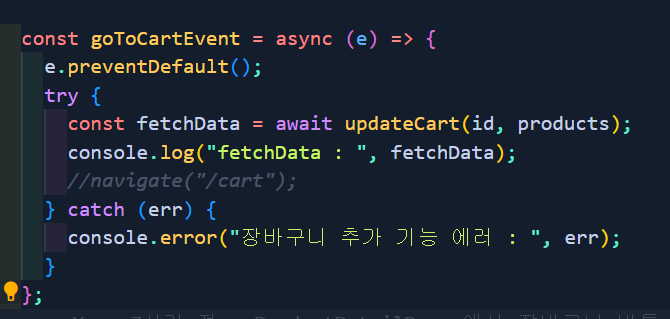 const goToCartEvent = async (e) => {
e.preventDefault();
try {
const fetchData = await updateCart(id, products);
console.log("fetchData : ", fetchData);
//navigate("/cart");
} catch (err) {
console.error("장바구니 추가 기능 에러 : ", err);
}
};